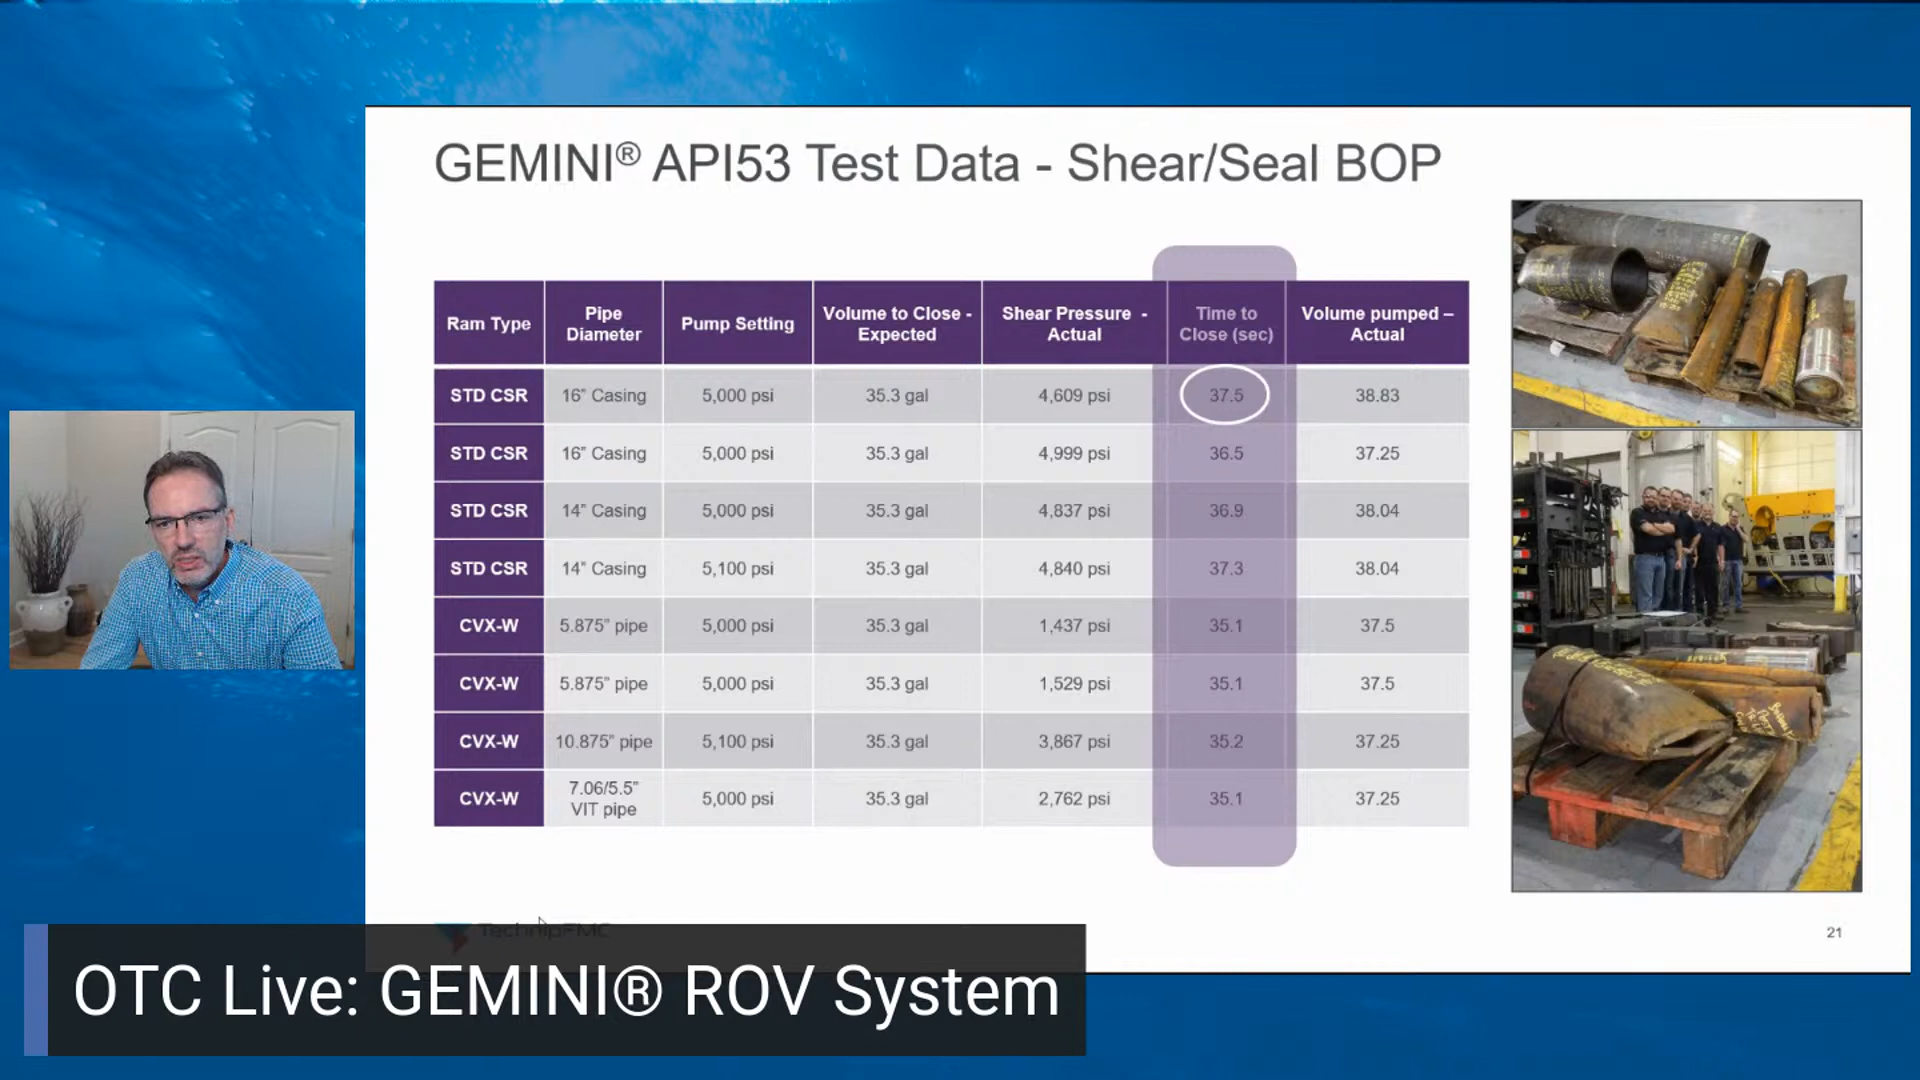 GEMINI® API53 Test Data - Shear/Seal BOP
Ram Type
Pipe
Diameter
Pump Setting
Volume to Close -
Expected
Shear Pressure -
Actual
Time to
Close (sec)
Volume pumped –
Actual
STD CSR 16” Casing 5,000 psi 35.3 gal 4,609 psi 37.5 38.83
STD CSR 16” Casing 5,000 psi 35.3 gal 4,999 psi 36.5 37.25
STD CSR 14” Casing 5,000 psi 35.3 gal 4,837 psi 36.9 38.04
STD CSR 14” Casing 5,100 psi 35.3 gal 4,840 psi 37.3 38.04
CVX-W 5.875” pipe 5,000 psi 35.3 gal 1,437 psi 35.1 37.5
CVX-W 5.875” pipe 5,000 psi 35.3 gal 1,529 psi 35.1 37.5
CVX-W 10.875” pipe 5,100 psi 35.3 gal 3,867 psi 35.2 37.25
CVX-W 7.06/5.5”
VIT pipe 5,000 psi 35.3 gal 2,762 psi 35.1 37.25
TechnipFMC
21
OTC Live: GEMINI® ROV System